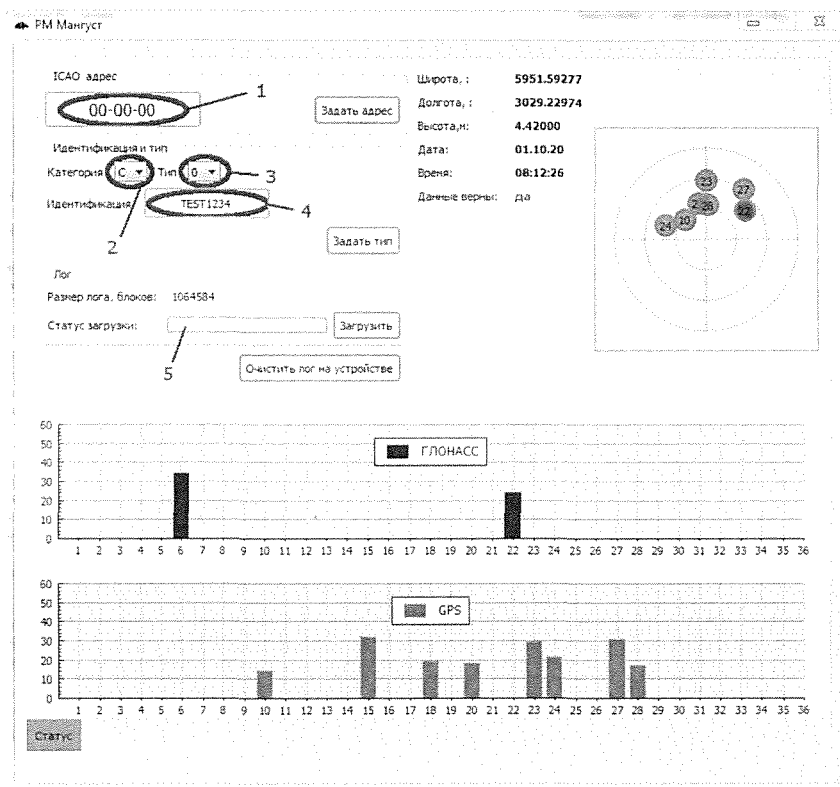 РМ Мангуст
ICAO адрес
1
00-00-00
Задать адрес
Идентификация и тип
Категория C Тип 0
3
Идентификация TEST1234
4
2
Задать тип
Лог
Размер лога, блоков: 1064584
Статус загрузки: Загрузить
5
Очистить лог на устройстве
Широта, : 5951.59277
Долгота, : 3029.22974
Высота,м: 4.42000
Дата: 01.10.20
Время: 08:12:26
Данные верны: да
23
27
28
22
10
24
60
50
40
30
20
10
0
ГЛОНАСС
1 2 3 4 5 6 7 8 9 10 11 12 13 14 15 16 17 18 19 20 21 22 23 24 25 26 27 28 29 30 31 32 33 34 35 36
60
50
40
30
20
10
0
GPS
1 2 3 4 5 6 7 8 9 10 11 12 13 14 15 16 17 18 19 20 21 22 23 24 25 26 27 28 29 30 31 32 33 34 35 36
Статус